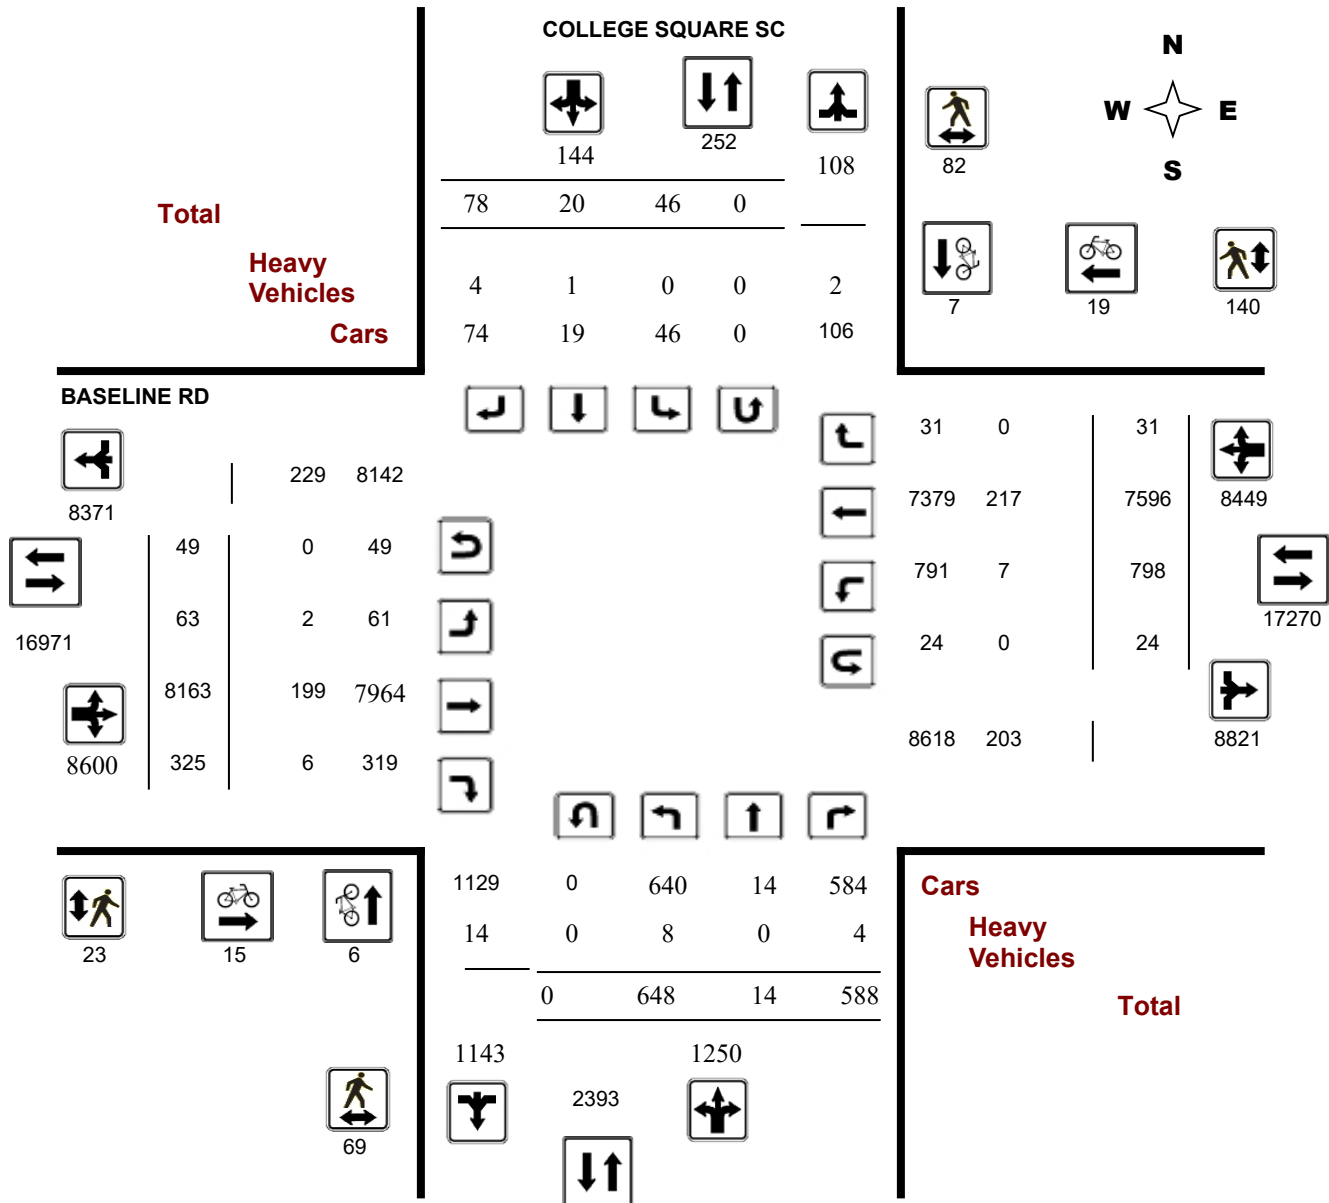 COLLEGE SQUARE SC
N
W E
S
144
252
108
82
Total
78 20 46 0
Heavy
Vehicles
4 1 0 0 2
Cars
74 19 46 0 106
7 19 140
BASELINE RD
8371
229 8142
49 0 49
63 2 61
16971
8163 199 7964
8600 325 6 319
31 0 31
7379 217 7596 8449
791 7 798
17270
24 0 24
8618 203 8821
23 15 6
1129 0 640 14 584
14 0 8 0 4
0 648 14 588
Cars
Heavy
Vehicles
Total
1143 1250
2393
69